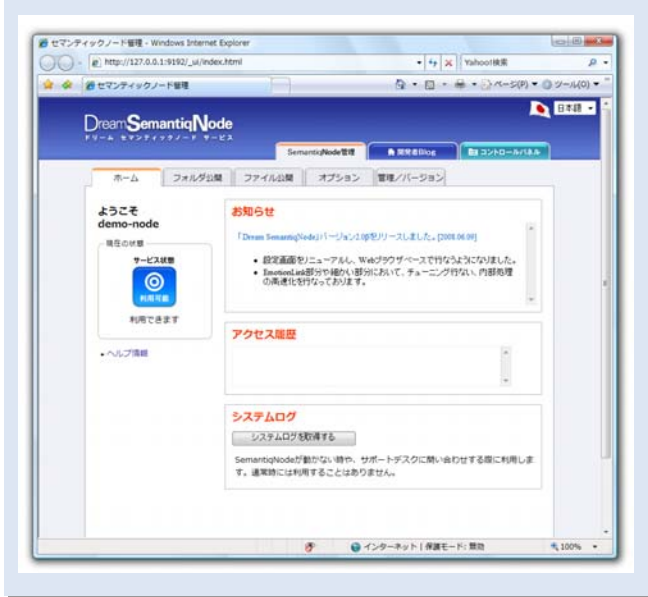 セマンティックノード管理 - Windows Internet Explorer
http://127.0.0.1:9192/_ui/index.html
Yahoo!検索
セマンティックノード管理
ページ(P)
ツール(O)
日本語
DreamSemantiqNode
ドリーム セマンティックノード サービス
SemantiqNode管理
開発者Blog
コントロールパネル
ホーム
フォルダ公開
ファイル公開
オプション
管理/バージョン
ようこそ
demo-node
現在の状態
サービス状態
利用可能
利用できます
ヘルプ情報
お知らせ
「Dream SemantiqNode」バージョン2.0βをリリースしました。[2008.06.09]
設定画面をリニューアルし、Webブラウザベースで行なうようになりました。
EmotionLink部分や細かい部分において、チューニング行ない、内部処理
の高速化を行なっております。
アクセス履歴
システムログ
システムログを取得する
SemantiqNodeが動かない時や、サポートデスクに問い合わせする際に利用しま
す。通常時には利用することはありません。
インターネット | 保護モード: 無効
100%